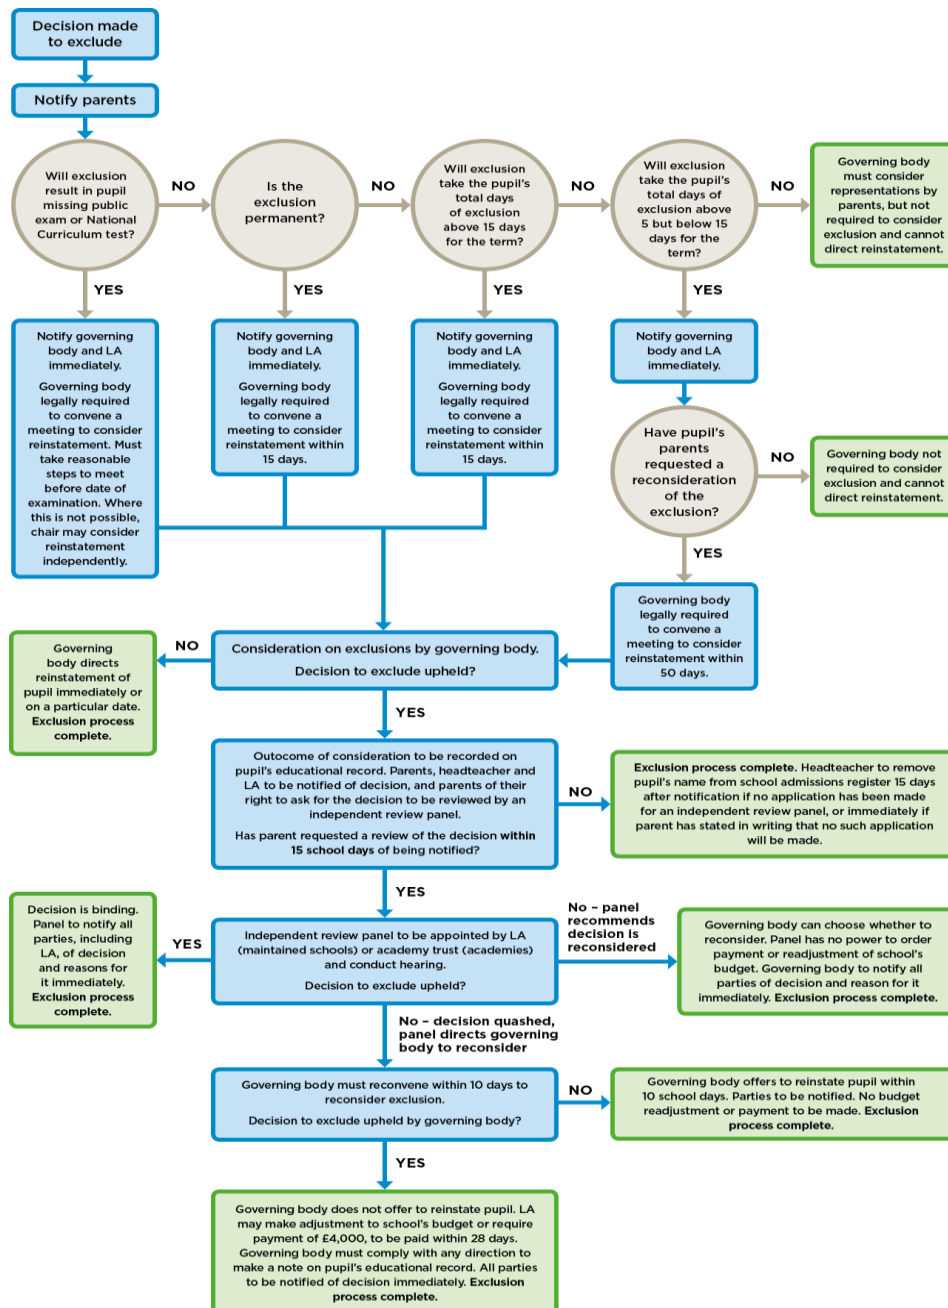 Decision made
to exclude
Notify parents
Will exclusion
result in pupil
missing public
exam or National
Curriculum test?
NO
Is the
exclusion
permanent?
NO
Will exclusion
take the pupil's
total days
of exclusion
above 15 days
for the term?
NO
Will exclusion
take the pupil's
total days of
exclusion above
5 but below 15
days for the
term?
NO
Governing body
must consider
representations by
parents, but not
required to consider
exclusion and cannot
direct reinstatement.
YES
YES
YES
YES
Notify governing
body and LA
immediately.
Governing body
legally required
to convene a
meeting to consider
reinstatement. Must
take reasonable
steps to meet
before date of
examination. Where
this is not possible,
chair may consider
reinstatement
independently.
Notify governing
body and LA
immediately.
Governing body
legally required
to convene a
meeting to consider
reinstatement within
15 days.
Notify governing
body and LA
immediately.
Governing body
legally required
to convene a
meeting to consider
reinstatement within
15 days.
Notify governing
body and LA
immediately.
Have pupil's
parents
requested a
reconsideration
of the
exclusion?
NO
Governing body not
required to consider
exclusion and cannot
direct reinstatement.
YES
Governing body
legally required
to convene a
meeting to consider
reinstatement within
50 days.
Consideration on exclusions by governing body.
Decision to exclude upheld?
NO
Governing
body directs
reinstatement of
pupil immediately or
on a particular date.
Exclusion process
complete.
YES
Outocome of consideration to be recorded on
pupil's educational record. Parents, headteacher and
LA to be notified of decision, and parents of their
right to ask for the decision to be reviewed by an
independent review panel.
Has parent requested a review of the decision within
15 school days of being notified?
NO
Exclusion process complete. Headteacher to remove
pupil's name from school admissions register 15 days
after notification if no application has been made
for an independent review panel, or immediately if
parent has stated in writing that no such application
will be made.
YES
Independent review panel to be appointed by LA
(maintained schools) or academy trust (academies)
and conduct hearing.
Decision to exclude upheld?
YES
Decision is binding.
Panel to notify all
parties, including
LA, of decision
and reasons for
it immediately.
Exclusion process
complete.
No – panel
recommends
decision is
reconsidered
Governing body can choose whether to
reconsider. Panel has no power to order
payment or readjustment of school's
budget. Governing body to notify all
parties of decision and reason for it
immediately. Exclusion process complete.
No – decision quashed,
panel directs governing
body to reconsider
Governing body must reconvene within 10 days to
reconsider exclusion.
Decision to exclude upheld by governing body?
NO
Governing body offers to reinstate pupil within
10 school days. Parties to be notified. No budget
readjustment or payment to be made. Exclusion
process complete.
YES
Governing body does not offer to reinstate pupil. LA
may make adjustment to school's budget or require
payment of £4,000, to be paid within 28 days.
Governing body must comply with any direction to
make a note on pupil's educational record. All parties
to be notified of decision immediately. Exclusion
process complete.